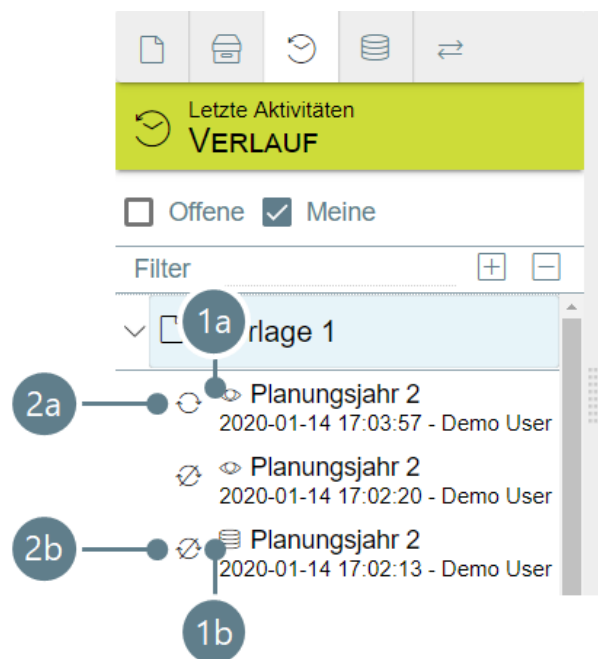 Letzte Aktivitäten
VERLAUF
Offene Meine
Filter
1a
rlage 1
2a
Planungsjahr 2
2020-01-14 17:03:57 - Demo User
Planungsjahr 2
2020-01-14 17:02:20 - Demo User
2b
Planungsjahr 2
2020-01-14 17:02:13 - Demo User
1b